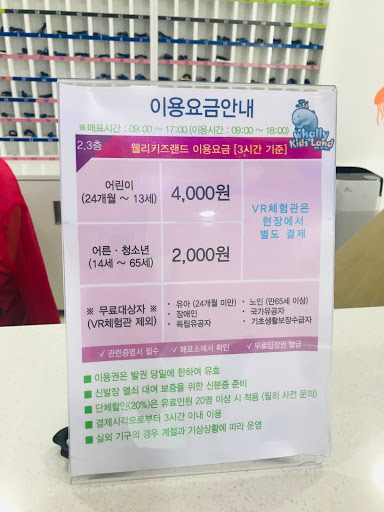 이용요금안내
※매표시간 : 09:00 ~ 17:00 (이용시간 : 09:00 ~ 18:00)
whally
Kids'Land
2,3층
웰리키즈랜드 이용요금 [3시간 기준]
어린이
(24개월 ~ 13세)
4,000원
어른·청소년
(14세 ~ 65세)
2,000원
VR체험관은
현장에서
별도 결제
※ 무료대상자 ※
(VR체험관 제외)
· 유아 (24개월 미만)
· 장애인
· 독립유공자
· 노인 (만65세 이상)
· 국가유공자
· 기초생활보장수급자
✓ 관련증명서 필수
✓ 매표소에서 확인
✓ 무료입장권 발급
■ 이용권은 발권 당일에 한하여 유효
■ 신발장 열쇠 대여 보증을 위한 신분증 준비
■ 단체할인(20%)은 유료인원 20명 이상 시 적용 (필히 사전 문의)
■ 결제시각으로부터 3시간 이내 이용
■ 실외 기구의 경우 계절과 기상상황에 따라 운영